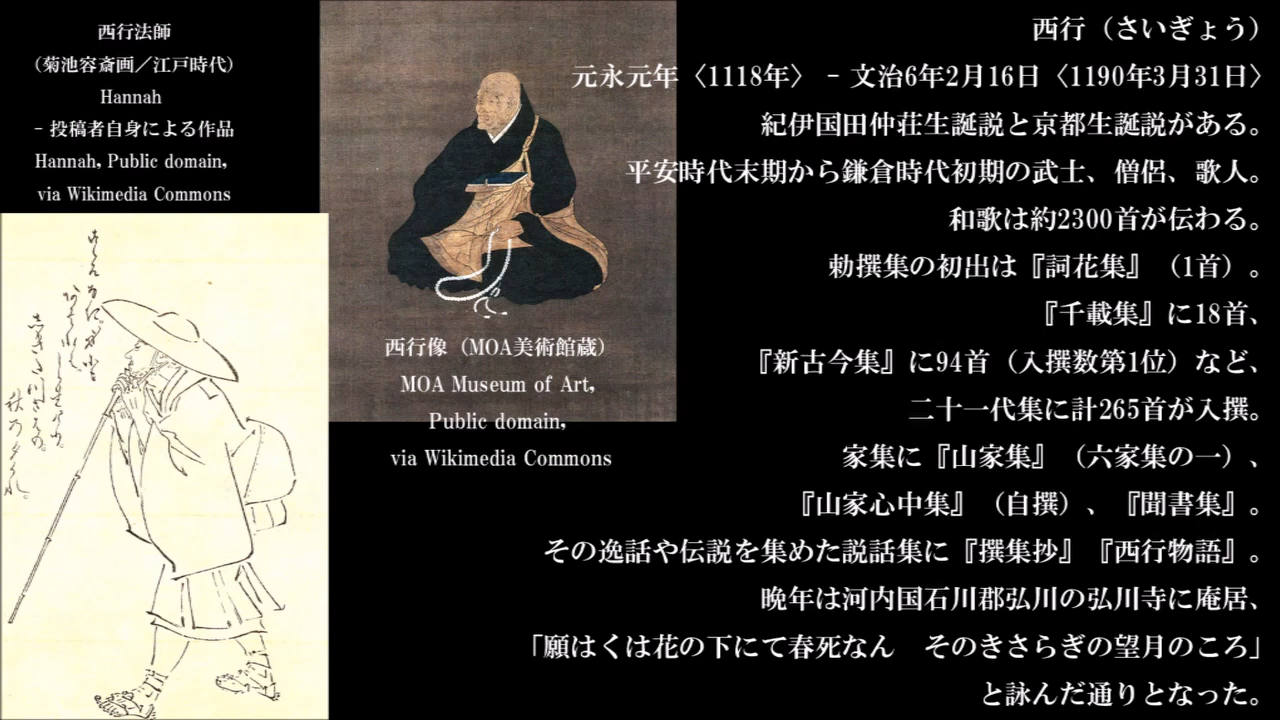 西行法師
（菊池容斎画／江戸時代）
Hannah
- 投稿者自身による作品
Hannah, Public domain,
via Wikimedia Commons
西行像（MOA美術館蔵）
MOA Museum of Art,
Public domain,
via Wikimedia Commons
西行（さいぎょう）
元永元年〈1118年〉 - 文治6年2月16日〈1190年3月31日〉
紀伊国田仲荘生誕説と京都生誕説がある。
平安時代末期から鎌倉時代初期の武士、僧侶、歌人。
和歌は約2300首が伝わる。
勅撰集の初出は『詞花集』（1首）。
『千載集』に18首、
『新古今集』に94首（入撰数第1位）など、
二十一代集に計265首が入撰。
家集に『山家集』（六家集の一）、
『山家心中集』（自撰）、『聞書集』。
その逸話や伝説を集めた説話集に『撰集抄』『西行物語』。
晩年は河内国石川郡弘川の弘川寺に庵居、
「願はくは花の下にて春死なん　そのきさらぎの望月のころ」
と詠んだ通りとなった。